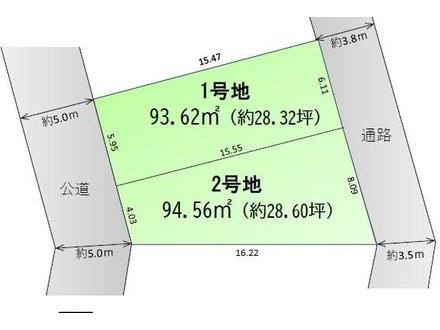 約3.8m
15.47
1号地
6.11
93.62㎡（約28.32坪）
約5.0m
5.95
通路
15.55
2号地
公道
94.56㎡（約28.60坪）
8.09
4.03
約5.0m
16.22
約3.5m